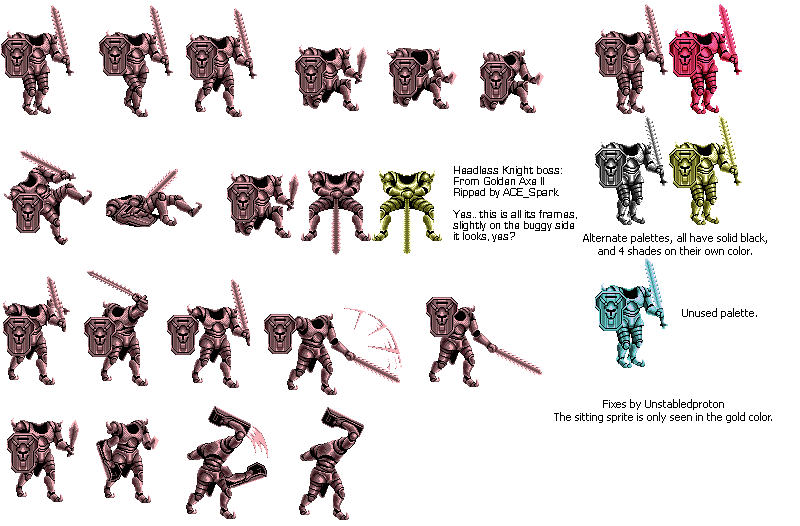 Headless Knight boss:
From Golden Axe II
Ripped by ACE_Spark
Yes.. this is all its frames,
slightly on the buggy side
it looks, yes?
Alternate palettes, all have solid black,
and 4 shades on their own color.
Unused palette.
Fixes by Unstabledproton
The sitting sprite is only seen in the gold color.